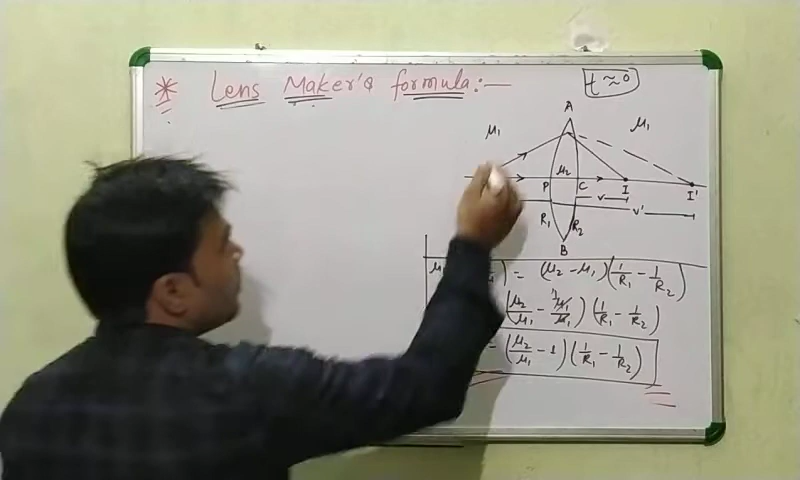 * Lens Maker's formula:—
t ≈ 0
A
μ₁ μ₁
μ₂
P C I I'
v
v'
R₁ R₂
B
μ₁ ) = (μ₂ - μ₁) (1/R₁ - 1/R₂)
(μ₂/μ₁ - μ₁/μ₁) (1/R₁ - 1/R₂)
= (μ₂/μ₁ - 1) (1/R₁ - 1/R₂)